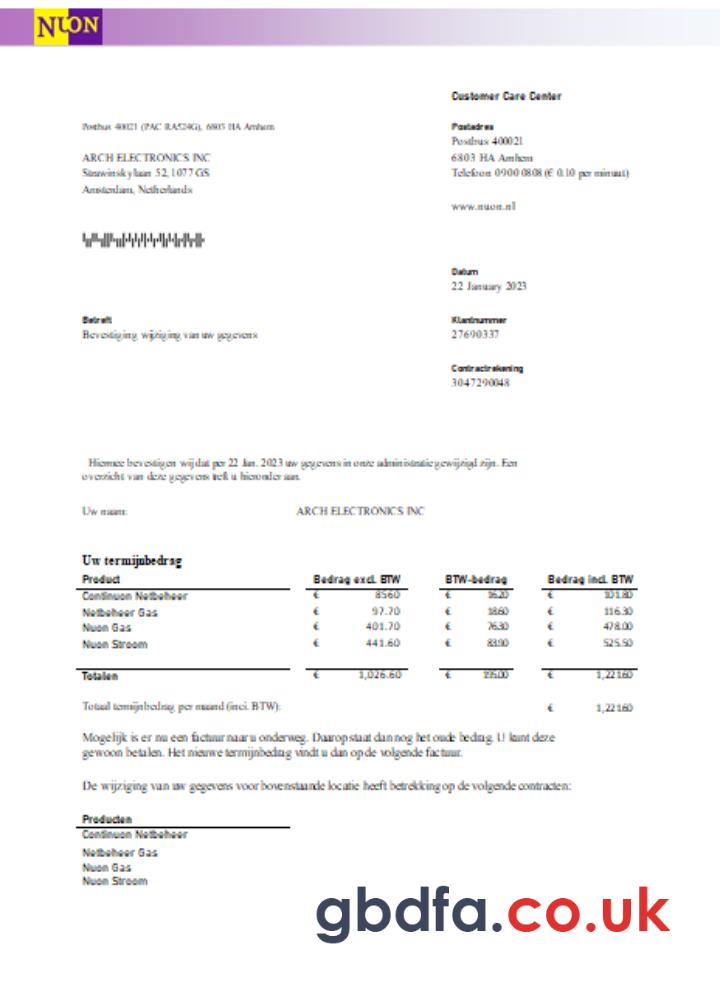 NUON
Customer Care Center
Postbus 40021 (PAC RA524G), 6803 HA Arnhem
Postadres
Postbus 400021
ARCH ELECTRONICS INC
6803 HA Arnhem
Strawinskylaan 52, 1077 GS
Telefoon 0900 0808 (€ 0.10 per minuut)
Amsterdam, Netherlands
www.nuon.nl
Datum
22 January 2023
Betreft
Klantnummer
Bevestiging wijziging van uw gegevens
27690337
Contractrekening
3047290048
Hiermee bevestigen wij dat per 22 Jan. 2023 uw gegevens in onze administratie gewijzigd zijn. Een
overzicht van deze gegevens treft u hieronder aan.
Uw naam: ARCH ELECTRONICS INC
Uw termijnbedrag
Product Bedrag excl. BTW BTW-bedrag Bedrag incl. BTW
Continuon Netbeheer € 8560 € 16.20 € 101.80
Netbeheer Gas € 97.70 € 18.60 € 116.30
Nuon Gas € 401.70 € 76.30 € 478.00
Nuon Stroom € 441.60 € 83.90 € 525.50
Totalen € 1,026.60 € 195.00 € 1,221.60
Totaal termijnbedrag per maand (incl. BTW): € 1,221.60
Mogelijk is er nu een factuur naar u onderweg. Daarop staat dan nog het oude bedrag. U kunt deze
gewoon betalen. Het nieuwe termijnbedrag vindt u dan op de volgende factuur.
De wijziging van uw gegevens voor bovenstaande locatie heeft betrekking op de volgende contracten:
Producten
Continuon Netbeheer
Netbeheer Gas
Nuon Gas
Nuon Stroom
gbdfa.co.uk